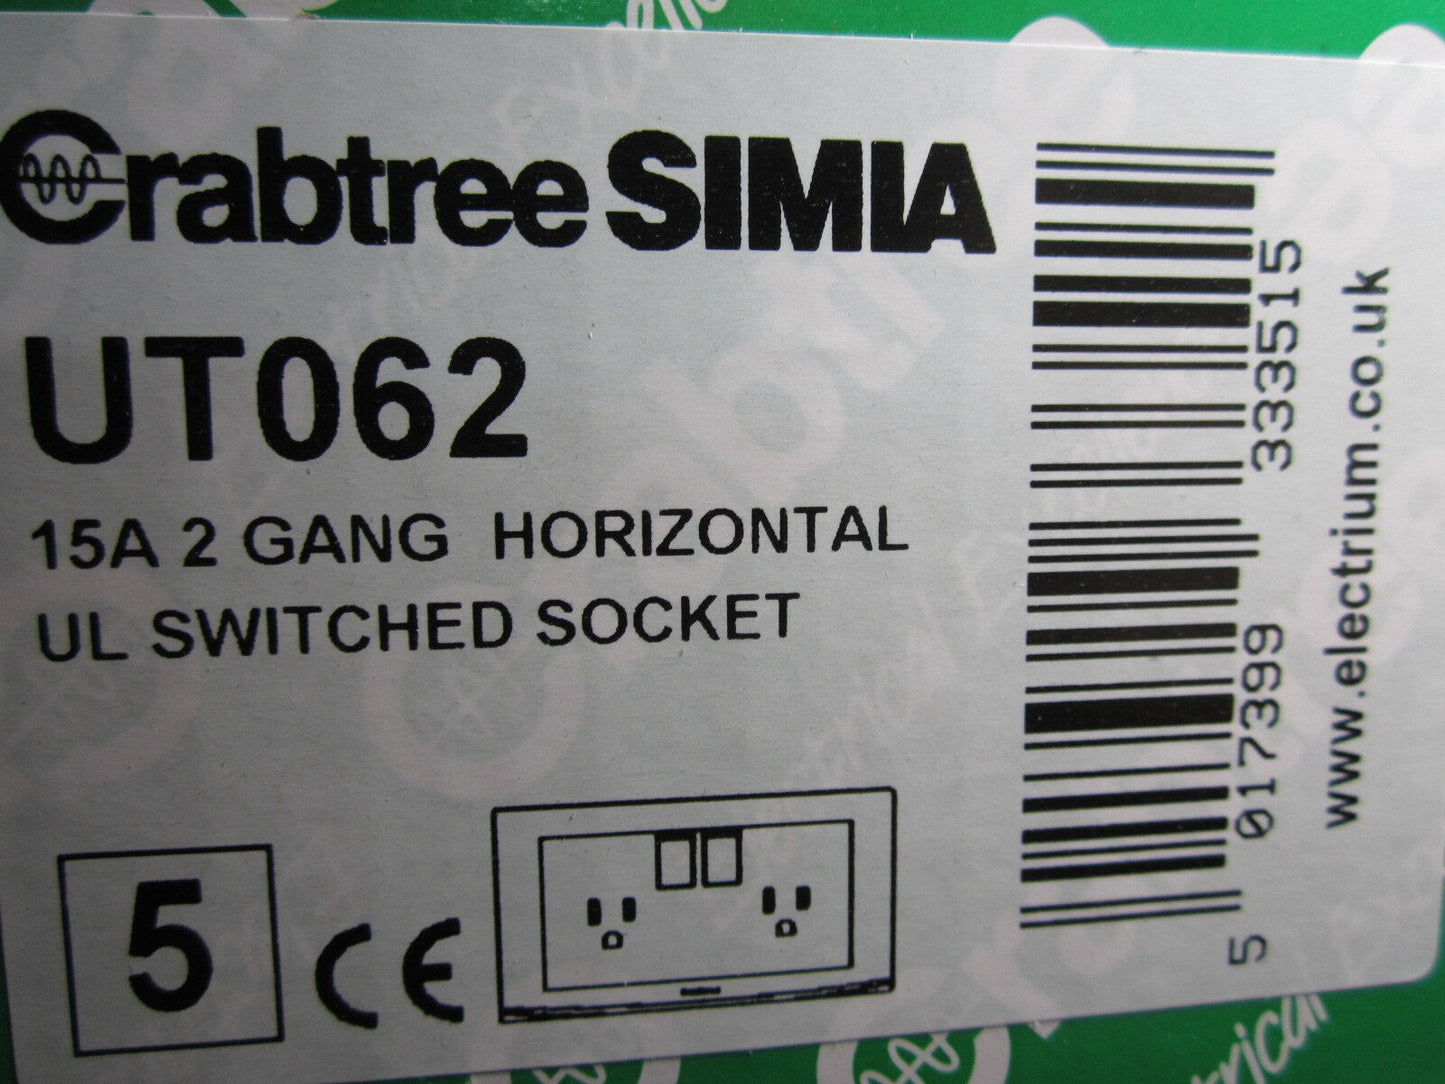 Crabtree SIMIA
UT062
15A 2 GANG HORIZONTAL
UL SWITCHED SOCKET
5
CE
5 017399 333515
www.electrium.co.uk